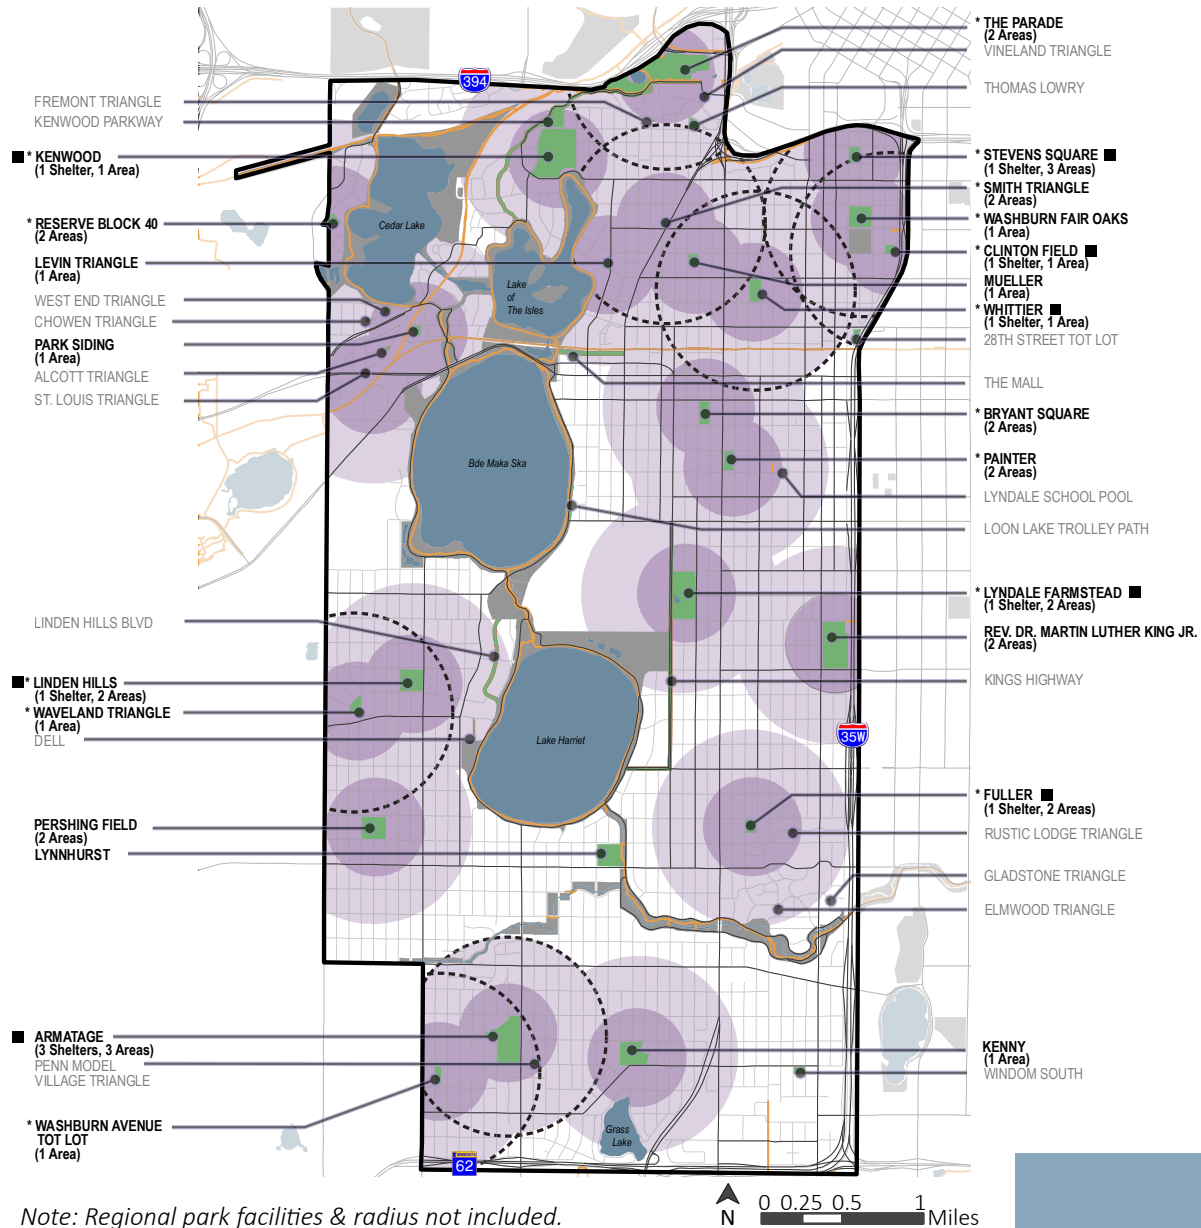 * THE PARADE
(2 Areas)
VINELAND TRIANGLE
THOMAS LOWRY
394
FREMONT TRIANGLE
KENWOOD PARKWAY
* KENWOOD
(1 Shelter, 1 Area)
* STEVENS SQUARE
(1 Shelter, 3 Areas)
* SMITH TRIANGLE
(2 Areas)
* RESERVE BLOCK 40
(2 Areas)
Cedar Lake
* WASHBURN FAIR OAKS
(1 Area)
* CLINTON FIELD
(1 Shelter, 1 Area)
LEVIN TRIANGLE
(1 Area)
Lake
of
The Isles
MUELLER
(1 Area)
WEST END TRIANGLE
* WHITTIER
(1 Shelter, 1 Area)
CHOWEN TRIANGLE
28TH STREET TOT LOT
PARK SIDING
(1 Area)
ALCOTT TRIANGLE
THE MALL
ST. LOUIS TRIANGLE
* BRYANT SQUARE
(2 Areas)
Bde Maka Ska
* PAINTER
(2 Areas)
LYNDALE SCHOOL POOL
LOON LAKE TROLLEY PATH
* LYNDALE FARMSTEAD
(1 Shelter, 2 Areas)
LINDEN HILLS BLVD
REV. DR. MARTIN LUTHER KING JR.
(2 Areas)
KINGS HIGHWAY
* LINDEN HILLS
(1 Shelter, 2 Areas)
* WAVELAND TRIANGLE
(1 Area)
DELL
Lake Harriet
35W
* FULLER
(1 Shelter, 2 Areas)
PERSHING FIELD
(2 Areas)
RUSTIC LODGE TRIANGLE
LYNNHURST
GLADSTONE TRIANGLE
ELMWOOD TRIANGLE
ARMATAGE
(3 Shelters, 3 Areas)
KENNY
(1 Area)
PENN MODEL
VILLAGE TRIANGLE
WINDOM SOUTH
* WASHBURN AVENUE
TOT LOT
(1 Area)
Grass
Lake
MINNESOTA
62
N
0 0.25 0.5 1
Miles
Note: Regional park facilities & radius not included.